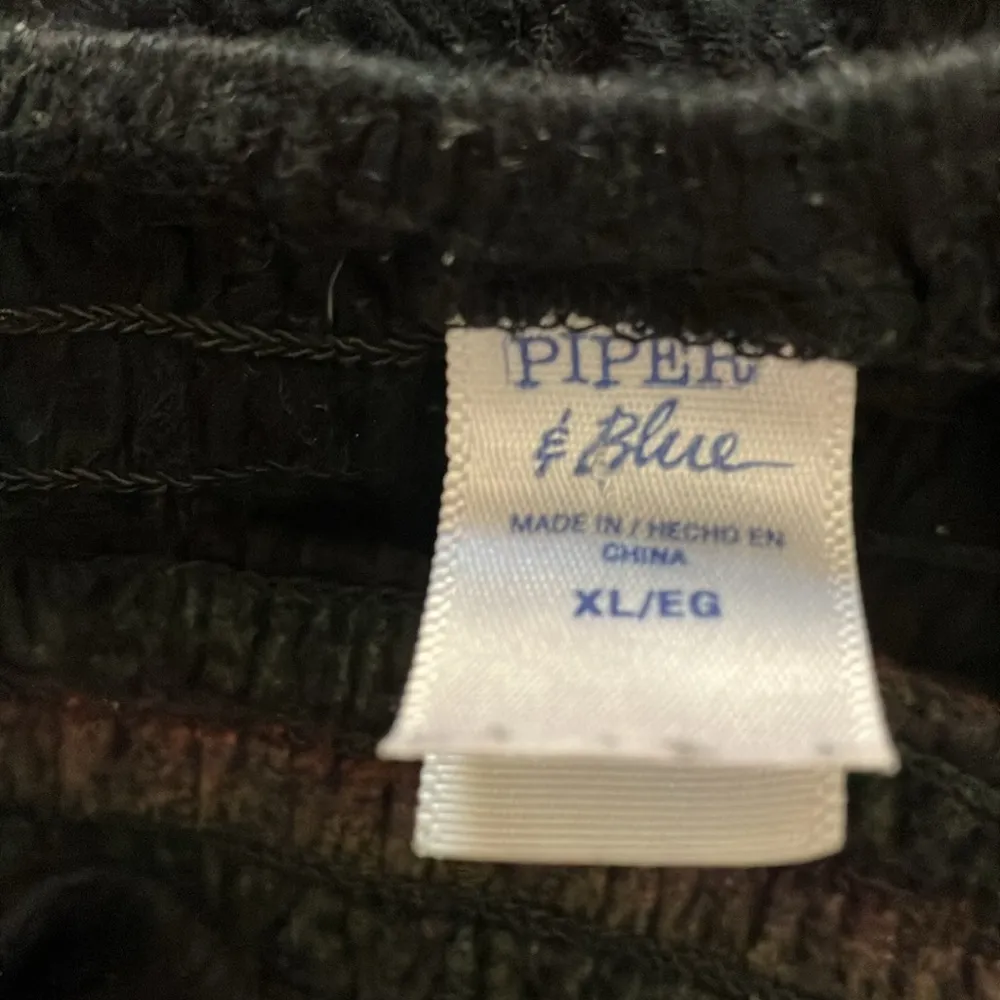 PIPER
& Blue
MADE IN / HECHO EN
CHINA
XL/EG